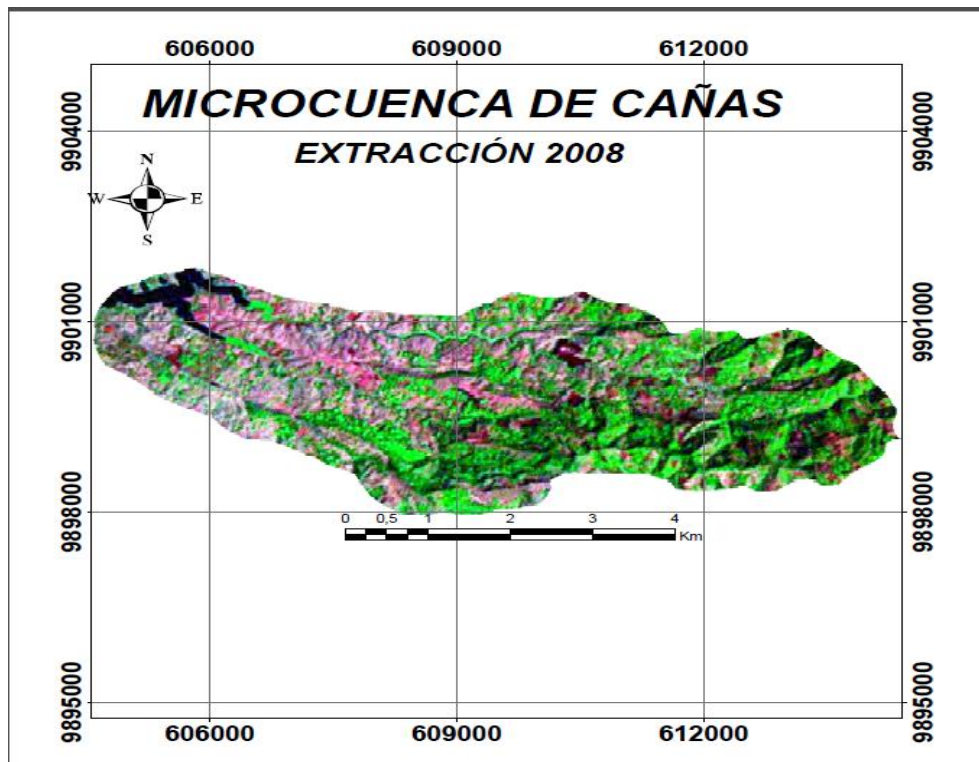 606000 609000 612000
MICROCUENCA DE CAÑAS
EXTRACCIÓN 2008
9904000 9904000
N
W E
S
9901000 9901000
9898000 9898000
0 0,5 1 2 3 4
Km
9895000 9895000
606000 609000 612000